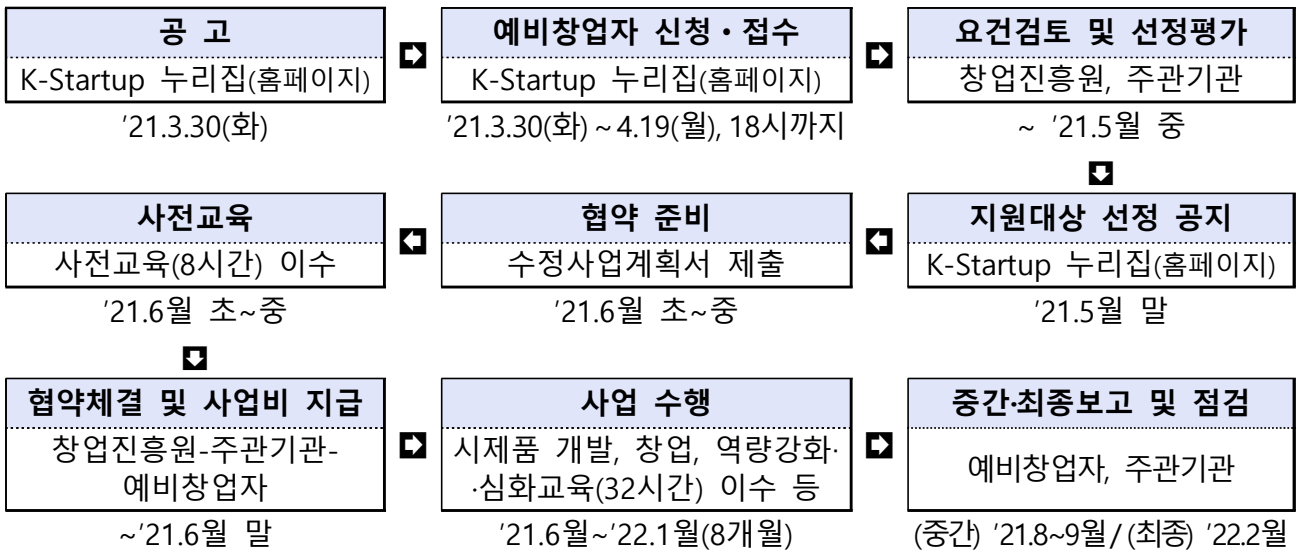 공 고
K-Startup 누리집(홈페이지)
'21.3.30(화)
예비창업자 신청・접수
K-Startup 누리집(홈페이지)
'21.3.30(화) ~ 4.19(월), 18시까지
요건검토 및 선정평가
창업진흥원, 주관기관
~ '21.5월 중
지원대상 선정 공지
K-Startup 누리집(홈페이지)
'21.5월 말
협약 준비
수정사업계획서 제출
'21.6월 초~중
사전교육
사전교육(8시간) 이수
'21.6월 초~중
협약체결 및 사업비 지급
창업진흥원-주관기관-
예비창업자
~'21.6월 말
사업 수행
시제품 개발, 창업, 역량강화·
·심화교육(32시간) 이수 등
'21.6월~'22.1월(8개월)
중간·최종보고 및 점검
예비창업자, 주관기관
(중간) '21.8~9월 / (최종) '22.2월